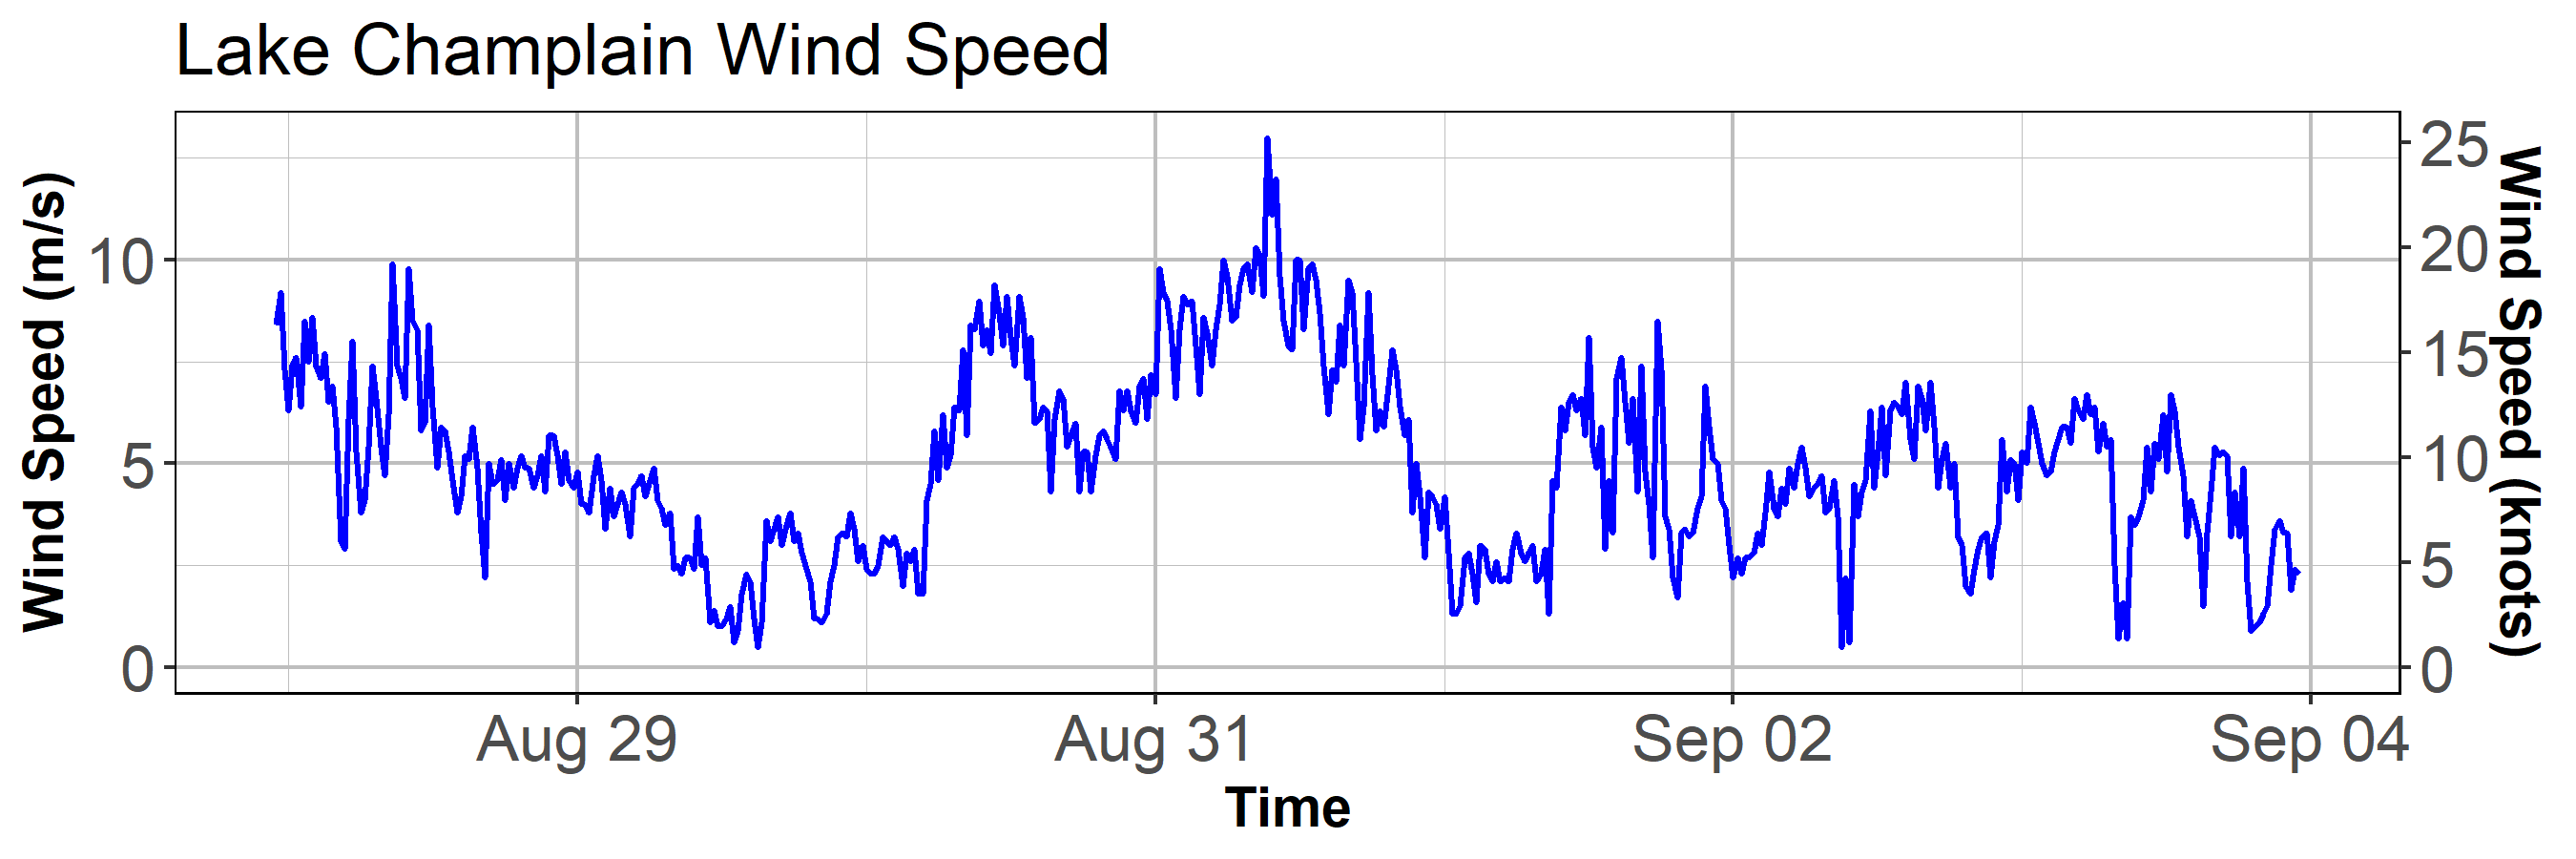 Lake Champlain Wind Speed
Wind Speed (m/s)
10
5
0
25
20
15
10
5
0
Wind Speed (knots)
Aug 29
Aug 31
Sep 02
Sep 04
Time